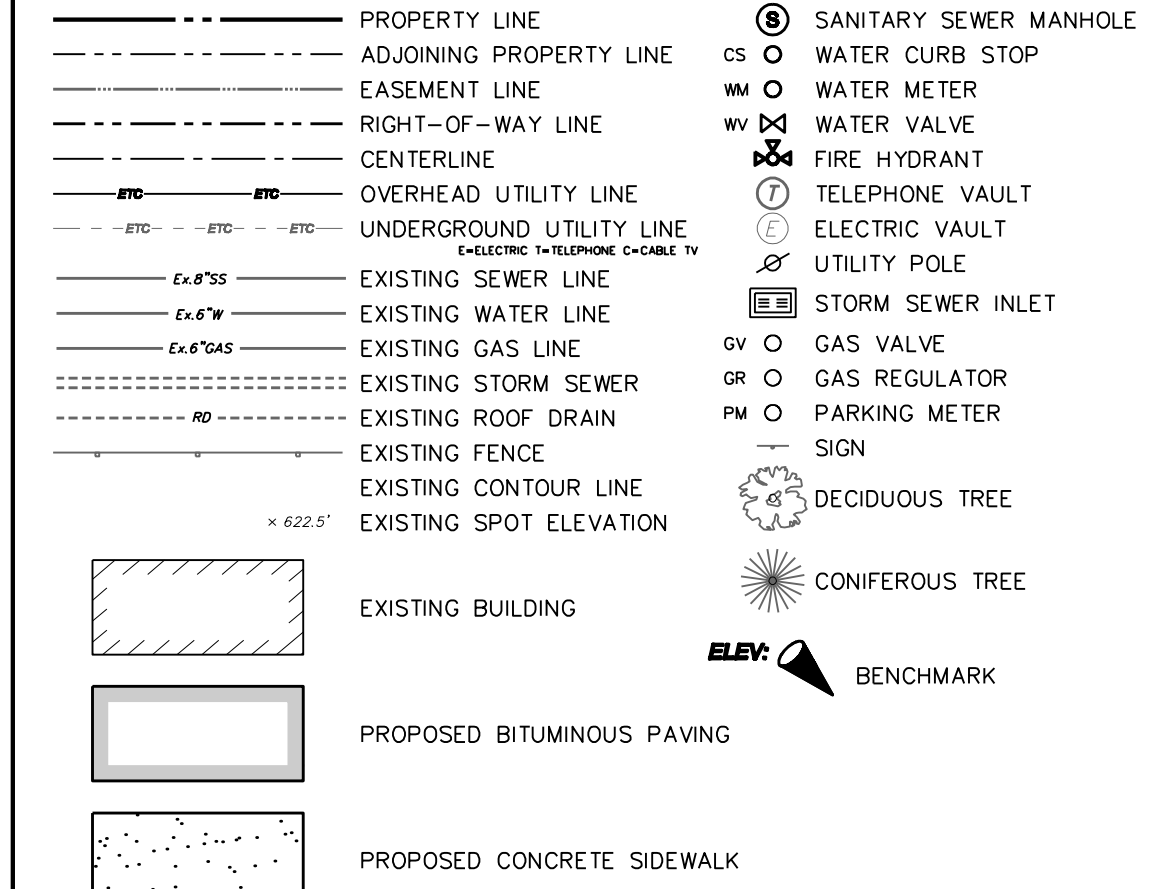 PROPERTY LINE
ADJOINING PROPERTY LINE
EASEMENT LINE
RIGHT-OF-WAY LINE
CENTERLINE
ETC ETC OVERHEAD UTILITY LINE
ETC ETC ETC UNDERGROUND UTILITY LINE
E=ELECTRIC T=TELEPHONE C=CABLE TV
Ex.8"SS EXISTING SEWER LINE
Ex.6"W EXISTING WATER LINE
Ex.6"GAS EXISTING GAS LINE
EXISTING STORM SEWER
RD EXISTING ROOF DRAIN
EXISTING FENCE
EXISTING CONTOUR LINE
× 622.5' EXISTING SPOT ELEVATION
EXISTING BUILDING
PROPOSED BITUMINOUS PAVING
PROPOSED CONCRETE SIDEWALK
S SANITARY SEWER MANHOLE
CS WATER CURB STOP
WM WATER METER
WV WATER VALVE
FIRE HYDRANT
T TELEPHONE VAULT
E ELECTRIC VAULT
UTILITY POLE
STORM SEWER INLET
GV GAS VALVE
GR GAS REGULATOR
PM PARKING METER
SIGN
DECIDUOUS TREE
CONIFEROUS TREE
ELEV: BENCHMARK